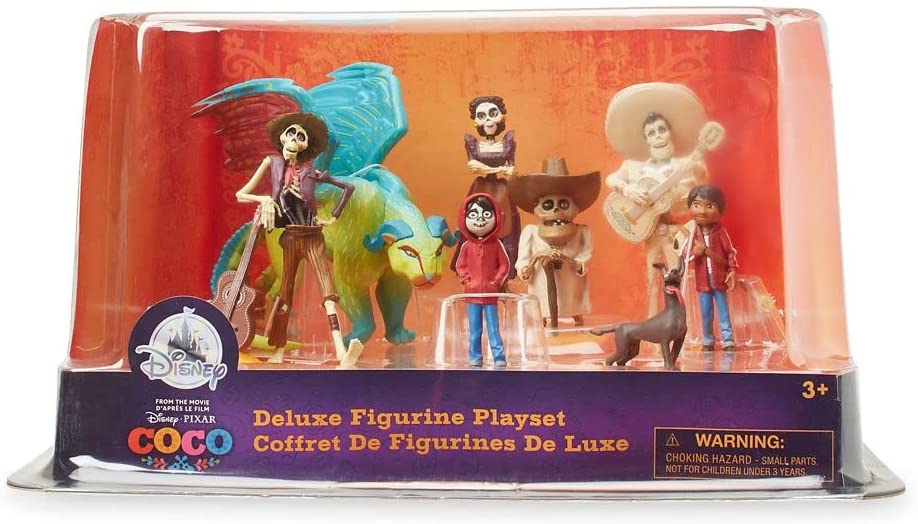 Disney
FROM THE MOVIE
D'APRÈS LE FILM
Disney · PIXAR
COCO
Deluxe Figurine Playset
Coffret De Figurines De Luxe
3+
⚠ WARNING:
CHOKING HAZARD - SMALL PARTS.
NOT FOR CHILDREN UNDER 3 YEARS.